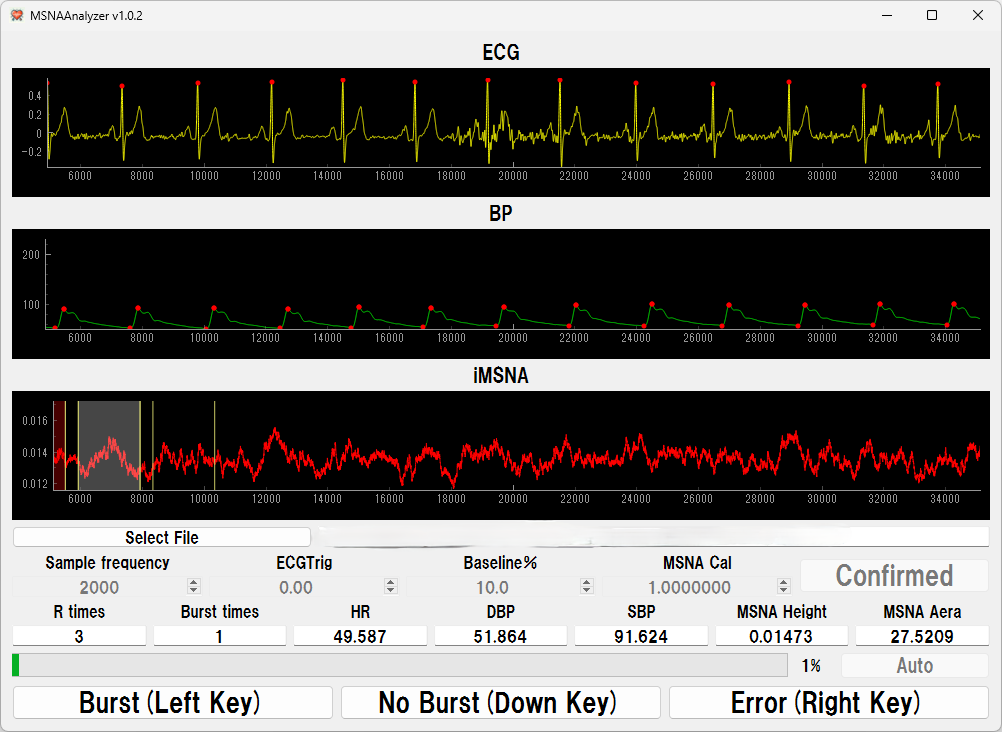 MSNAAnalyzer v1.0.2
ECG
0.4
0.2
0
−0.2
6000 8000 10000 12000 14000 16000 18000 20000 22000 24000 26000 28000 30000 32000 34000
BP
200
100
6000 8000 10000 12000 14000 16000 18000 20000 22000 24000 26000 28000 30000 32000 34000
iMSNA
0.016
0.014
0.012
6000 8000 10000 12000 14000 16000 18000 20000 22000 24000 26000 28000 30000 32000 34000
Select File
Sample frequency ECGTrig Baseline% MSNA Cal
2000 0.00 10.0 1.0000000 Confirmed
R times Burst times HR DBP SBP MSNA Height MSNA Aera
3 1 49.587 51.864 91.624 0.01473 27.5209
1% Auto
Burst (Left Key) No Burst (Down Key) Error (Right Key)